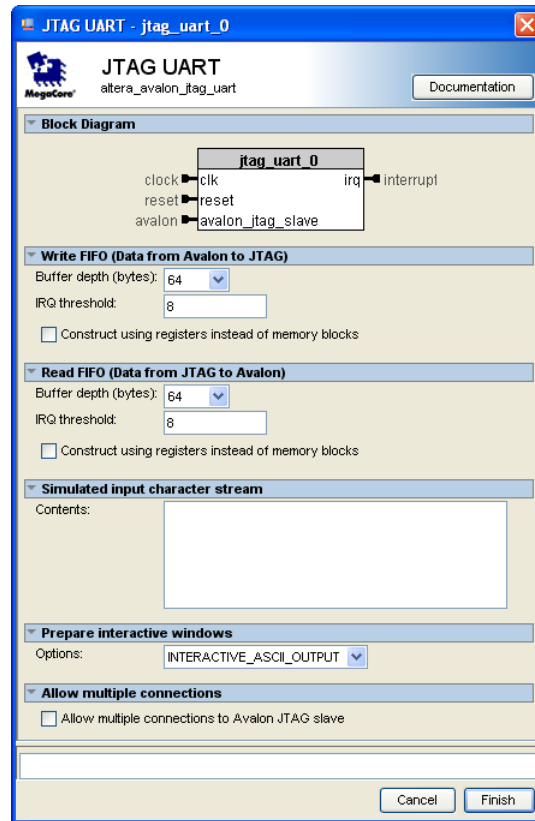 JTAG UART - jtag_uart_0
MegaCore'
JTAG UART
altera_avalon_jtag_uart
Documentation
Block Diagram
jtag_uart_0
clock clk irq interrupt
reset reset
avalon avalon_jtag_slave
Write FIFO (Data from Avalon to JTAG)
Buffer depth (bytes): 64
IRQ threshold: 8
Construct using registers instead of memory blocks
Read FIFO (Data from JTAG to Avalon)
Buffer depth (bytes): 64
IRQ threshold: 8
Construct using registers instead of memory blocks
Simulated input character stream
Contents:
Prepare interactive windows
Options: INTERACTIVE_ASCII_OUTPUT
Allow multiple connections
Allow multiple connections to Avalon JTAG slave
Cancel Finish